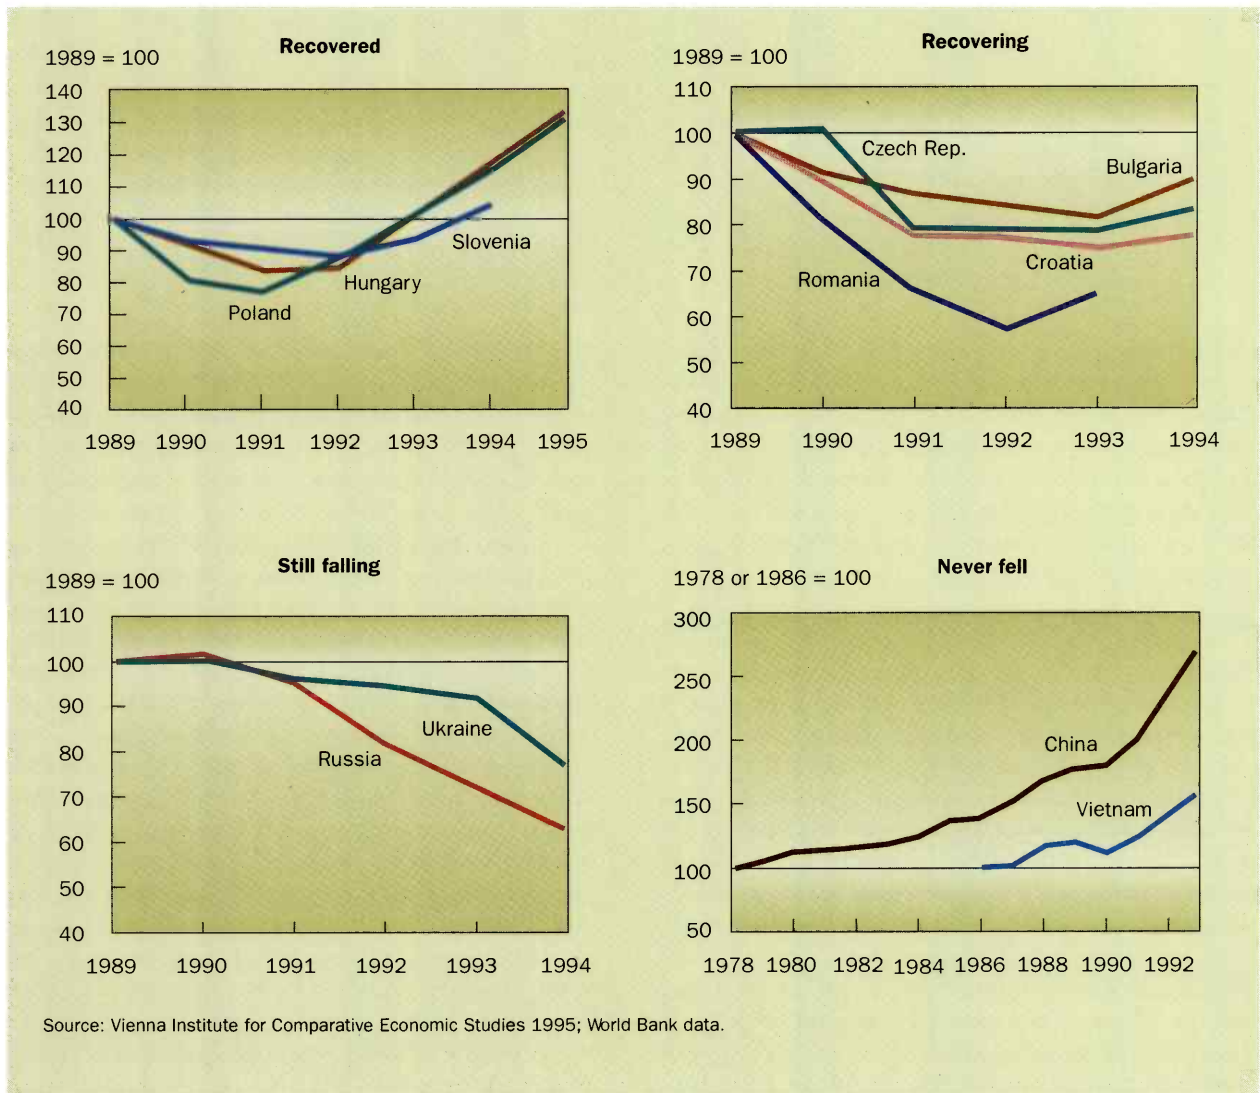 Recovered
1989 = 100
140
130
120
110
100
90
80
70
60
50
40
Slovenia
Hungary
Poland
1989 1990 1991 1992 1993 1994 1995
Recovering
1989 = 100
110
100
90
80
70
60
50
40
Czech Rep.
Bulgaria
Croatia
Romania
1989 1990 1991 1992 1993 1994
Still falling
1989 = 100
110
100
90
80
70
60
50
40
Ukraine
Russia
1989 1990 1991 1992 1993 1994
Never fell
1978 or 1986 = 100
300
250
200
150
100
50
China
Vietnam
1978 1980 1982 1984 1986 1988 1990 1992
Source: Vienna Institute for Comparative Economic Studies 1995; World Bank data.